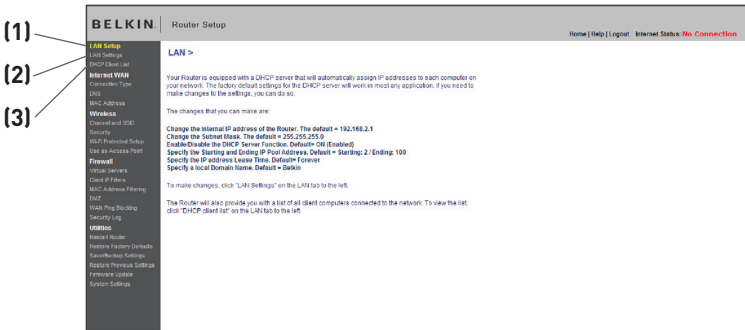 BELKIN. Router Setup
Home | Help | Logout Internet Status: No Connection
(1)
(2)
(3)
LAN Setup
LAN Settings
DHCP Client List
Internet WAN
Connection Type
DNS
MAC Address
Wireless
Channel and SSID
Security
Wi-Fi Protected Setup
Use as Access Point
Firewall
Virtual Servers
Client IP Filters
MAC Address Filtering
DMZ
WAN Ping Blocking
Security Log
Utilities
Restart Router
Restore Factory Defaults
Save/Backup Settings
Restore Previous Settings
Firmware Update
System Settings
LAN >
Your Router is equipped with a DHCP server that will automatically assign IP addresses to each computer on
your network. The factory default settings for the DHCP server will work in most any application. If you need to
make changes to the settings, you can do so.
The changes that you can make are:
Change the Internal IP address of the Router. The default = 192.168.2.1
Change the Subnet Mask. The default = 255.255.255.0
Enable/Disable the DHCP Server Function. Default= ON (Enabled)
Specify the Starting and Ending IP Pool Address. Default = Starting: 2 / Ending: 100
Specify the IP address Lease Time. Default= Forever
Specify a local Domain Name. Default = Belkin
To make changes, click "LAN Settings" on the LAN tab to the left.
The Router will also provide you with a list of all client computers connected to the network. To view the list,
click "DHCP client list" on the LAN tab to the left.